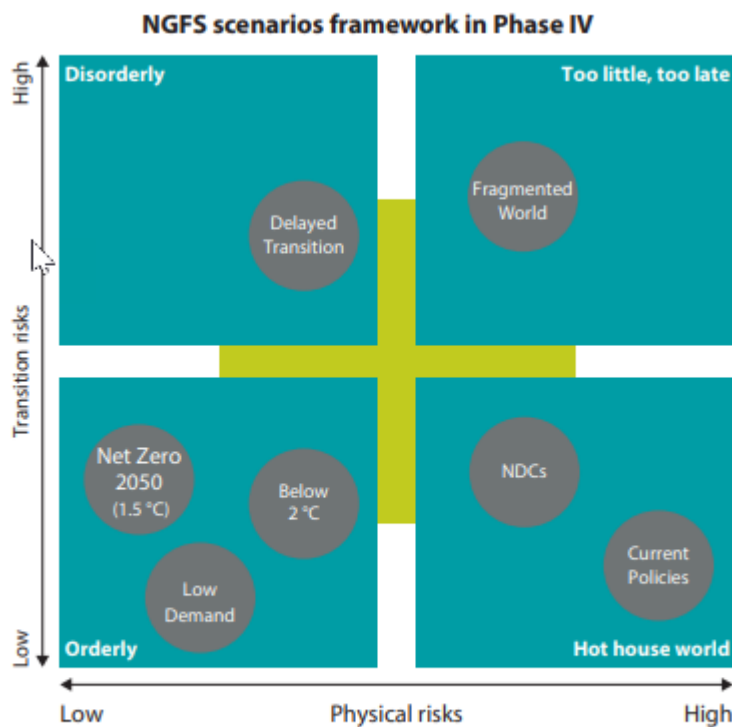 NGFS scenarios framework in Phase IV
High
Disorderly
Too little, too late
Fragmented
World
Delayed
Transition
Transition risks
Net Zero
2050
(1.5 °C)
Below
2 °C
NDCs
Low
Demand
Current
Policies
Low
Orderly
Hot house world
Low
Physical risks
High